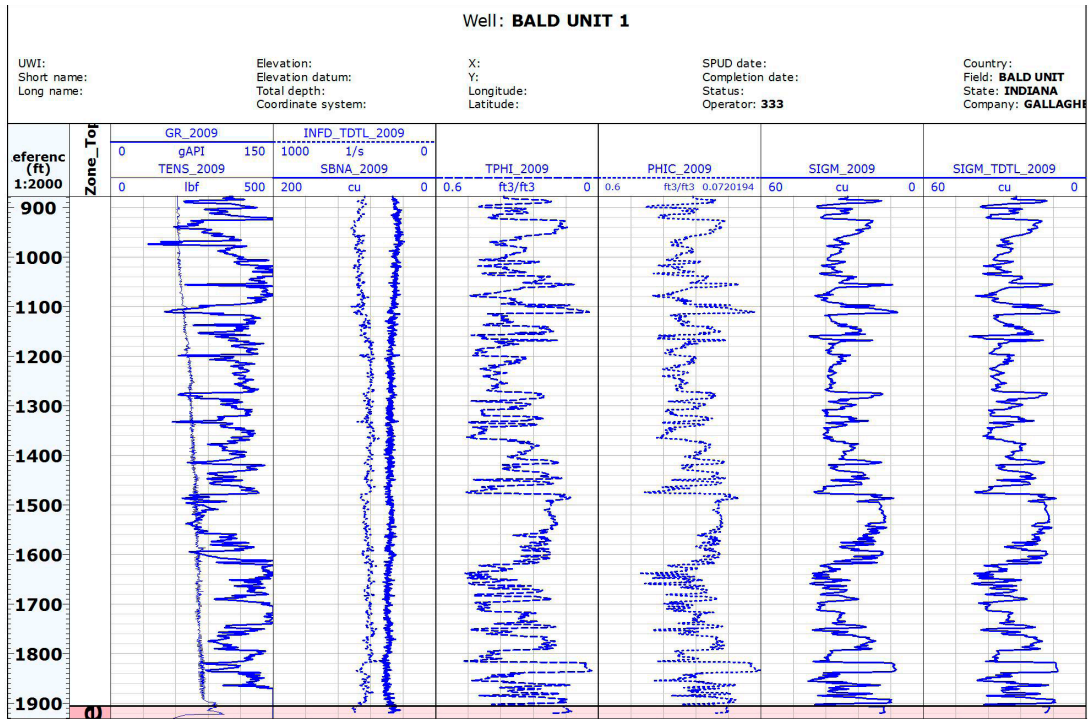 Well: BALD UNIT 1
UWI: Elevation: X: SPUD date: Country:
Short name: Elevation datum: Y: Completion date: Field: BALD UNIT
Long name: Total depth: Longitude: Status: State: INDIANA
Coordinate system: Latitude: Operator: 333 Company: GALLAGHE
eferenc
(ft)
1:2000
Zone_Top
GR_2009
0 gAPI 150
TENS_2009
0 lbf 500
INFD_TDTL_2009
1000 1/s 0
SBNA_2009
200 cu 0
TPHI_2009
0.6 ft3/ft3 0
PHIC_2009
0.6 ft3/ft3 0.0720194
SIGM_2009
60 cu 0
SIGM_TDTL_2009
60 cu 0
900
1000
1100
1200
1300
1400
1500
1600
1700
1800
1900